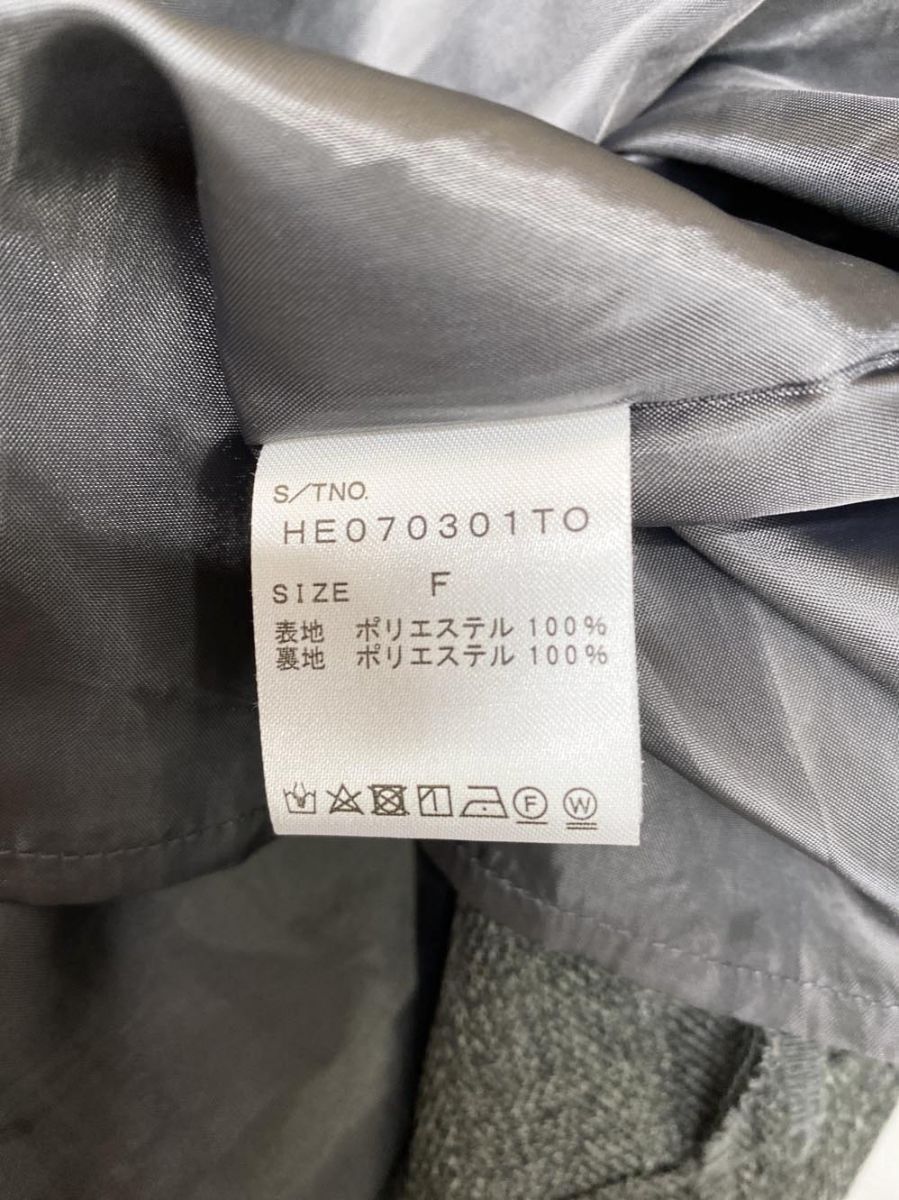 S/TNO.
HE070301TO
SIZE F
表地 ポリエステル 100%
裏地 ポリエステル 100%
F W